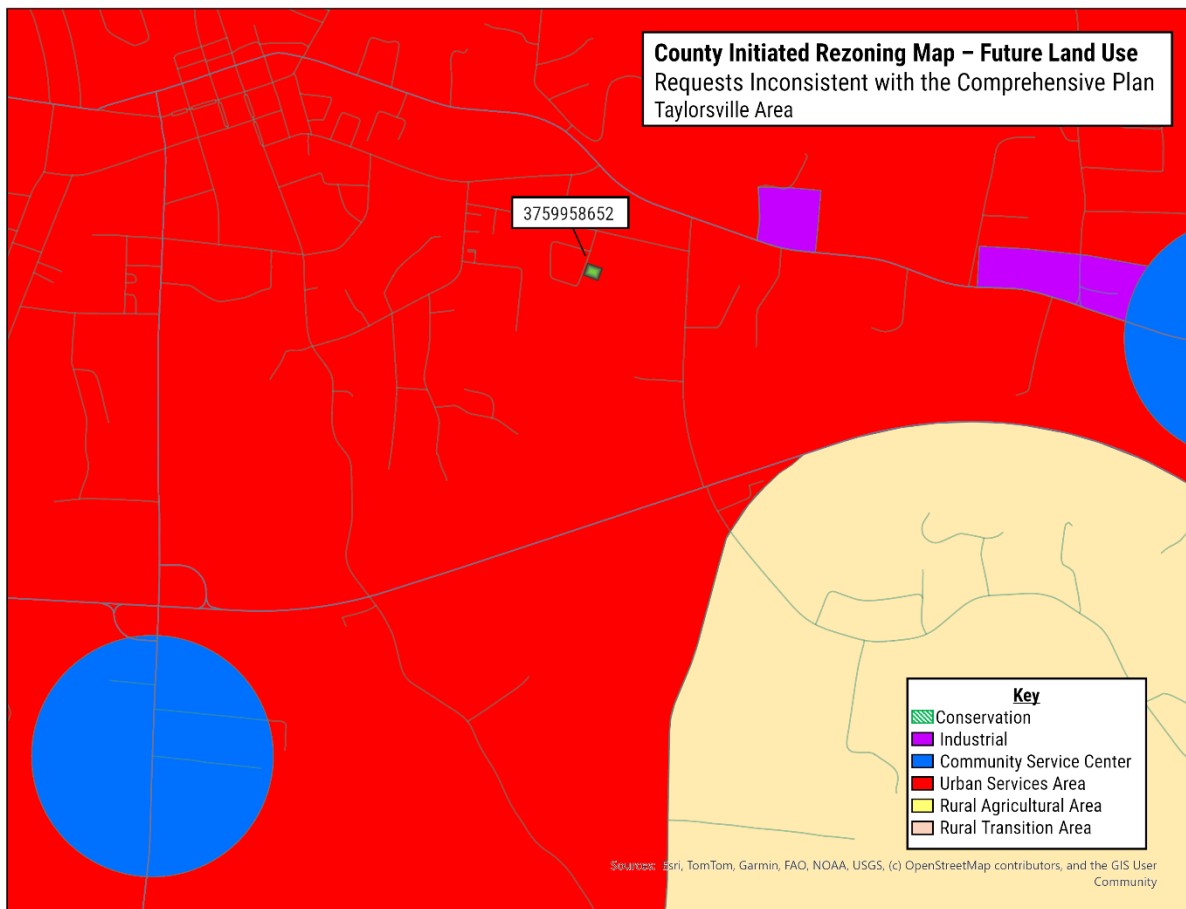 County Initiated Rezoning Map – Future Land Use
Requests Inconsistent with the Comprehensive Plan
Taylorsville Area
3759958652
Key
Conservation
Industrial
Community Service Center
Urban Services Area
Rural Agricultural Area
Rural Transition Area
Sources: Esri, TomTom, Garmin, FAO, NOAA, USGS, (c) OpenStreetMap contributors, and the GIS User
Community